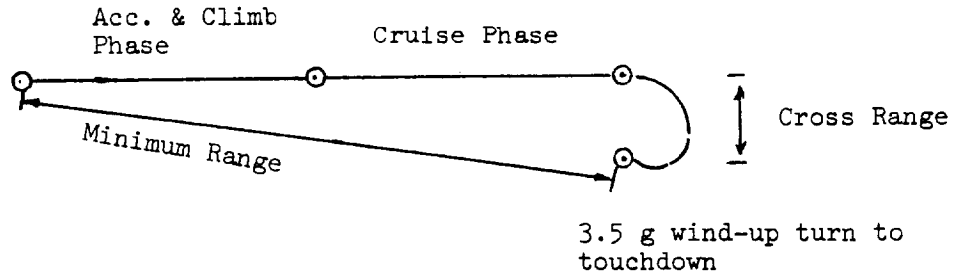 Acc. & Climb
Phase
Cruise Phase
Cross Range
Minimum Range
3.5 g wind-up turn to
touchdown